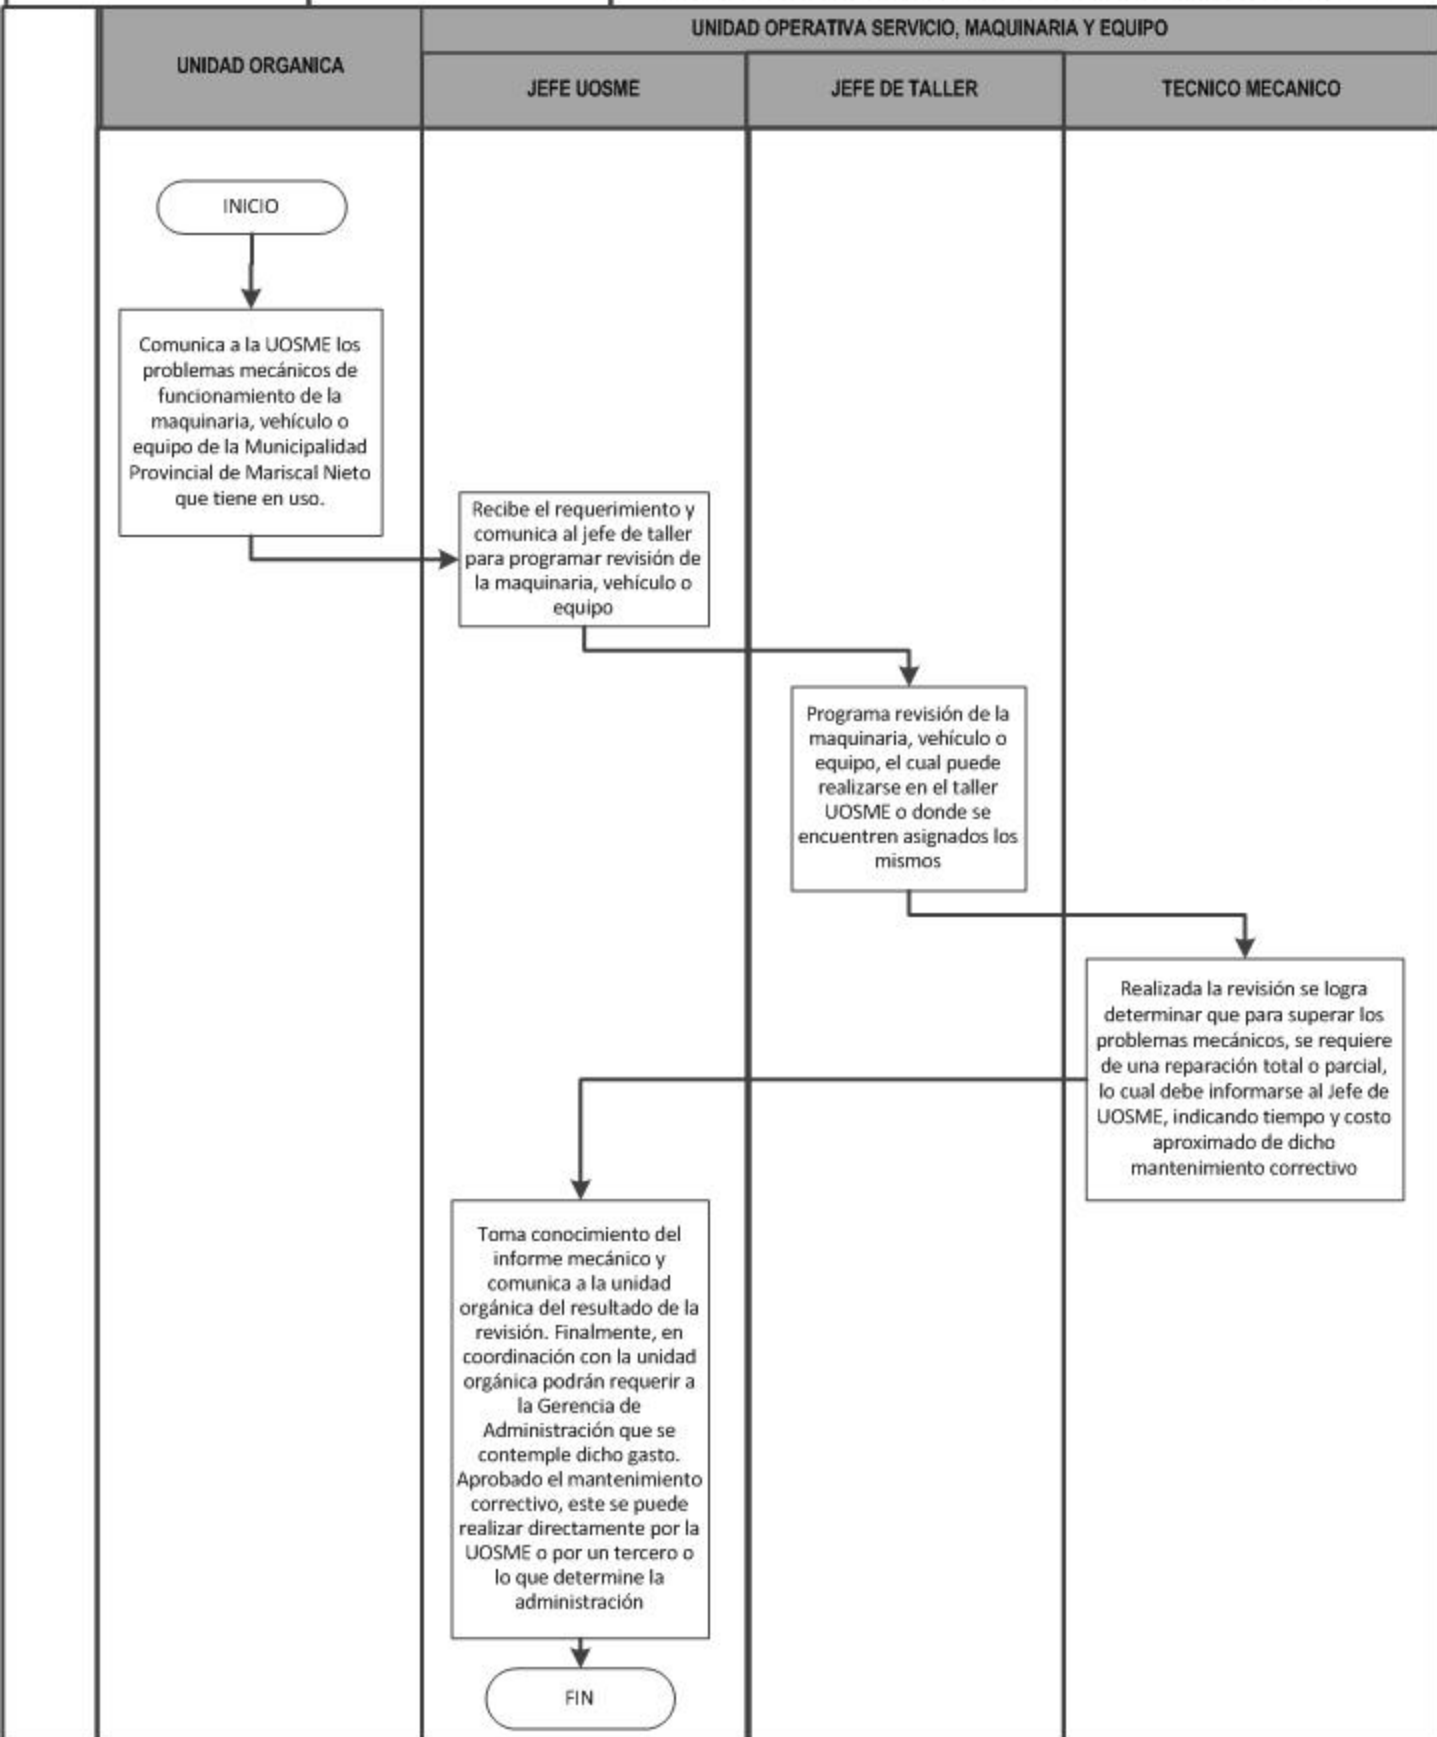 UNIDAD ORGANICA
UNIDAD OPERATIVA SERVICIO, MAQUINARIA Y EQUIPO
JEFE UOSME
JEFE DE TALLER
TECNICO MECANICO
INICIO
Comunica a la UOSME los
problemas mecánicos de
funcionamiento de la
maquinaria, vehículo o
equipo de la Municipalidad
Provincial de Mariscal Nieto
que tiene en uso.
Recibe el requerimiento y
comunica al jefe de taller
para programar revisión de
la maquinaria, vehículo o
equipo
Programa revisión de la
maquinaria, vehículo o
equipo, el cual puede
realizarse en el taller
UOSME o donde se
encuentren asignados los
mismos
Realizada la revisión se logra
determinar que para superar los
problemas mecánicos, se requiere
de una reparación total o parcial,
lo cual debe informarse al Jefe de
UOSME, indicando tiempo y costo
aproximado de dicho
mantenimiento correctivo
Toma conocimiento del
informe mecánico y
comunica a la unidad
orgánica del resultado de la
revisión. Finalmente, en
coordinación con la unidad
orgánica podrán requerir a
la Gerencia de
Administración que se
contemple dicho gasto.
Aprobado el mantenimiento
correctivo, este se puede
realizar directamente por la
UOSME o por un tercero o
lo que determine la
administración
FIN